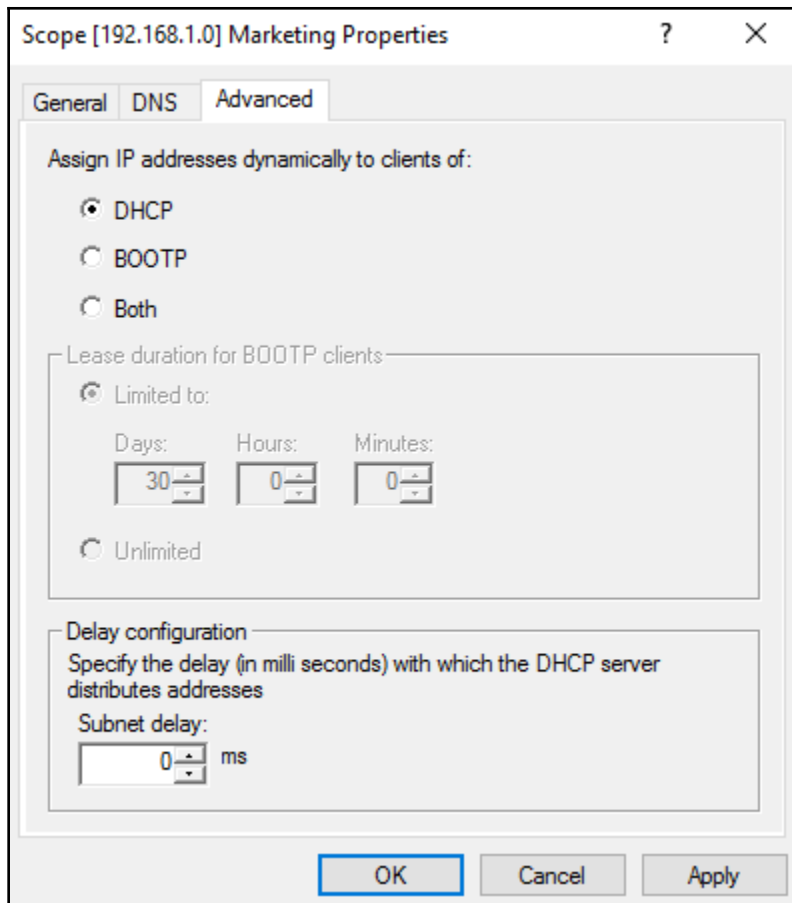 Scope [192.168.1.0] Marketing Properties ?
General DNS Advanced
Assign IP addresses dynamically to clients of:
DHCP
BOOTP
Both
Lease duration for BOOTP clients
Limited to:
Days: Hours: Minutes:
30 0 0
Unlimited
Delay configuration
Specify the delay (in milli seconds) with which the DHCP server
distributes addresses
Subnet delay:
0 ms
OK Cancel Apply